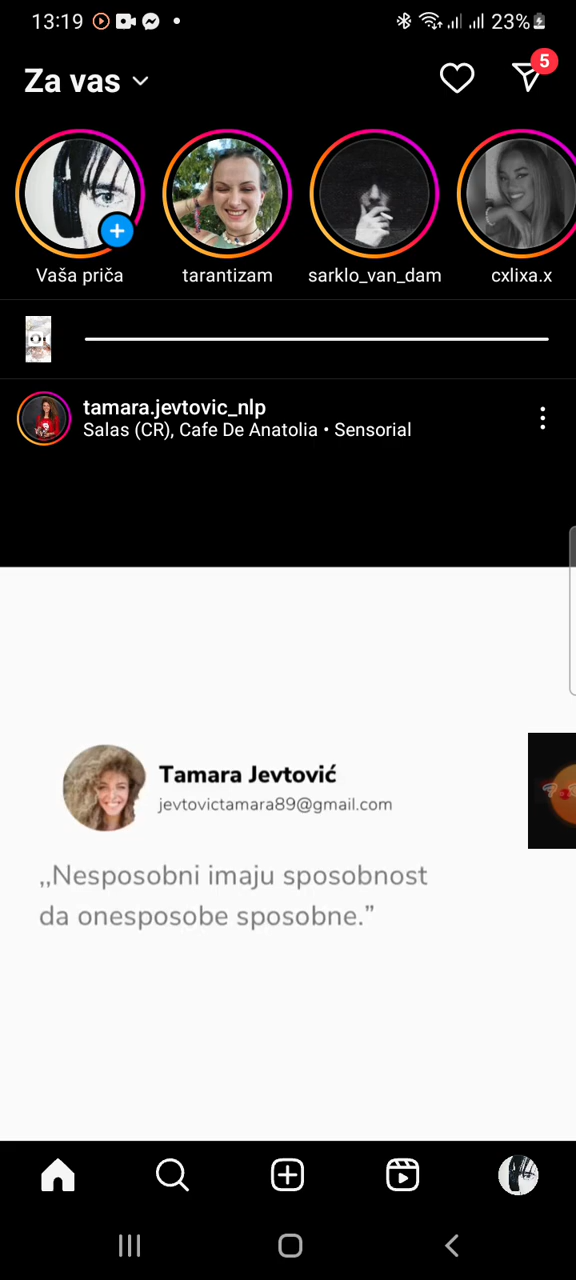 13:19
23%
Za vas
5
Vaša priča
tarantizam
sarklo_van_dam
cxlixa.x
tamara.jevtovic_nlp
Salas (CR), Cafe De Anatolia • Sensorial
Tamara Jevtović
jevtovictamara89@gmail.com
,,Nesposobni imaju sposobnost
da onesposobe sposobne.”